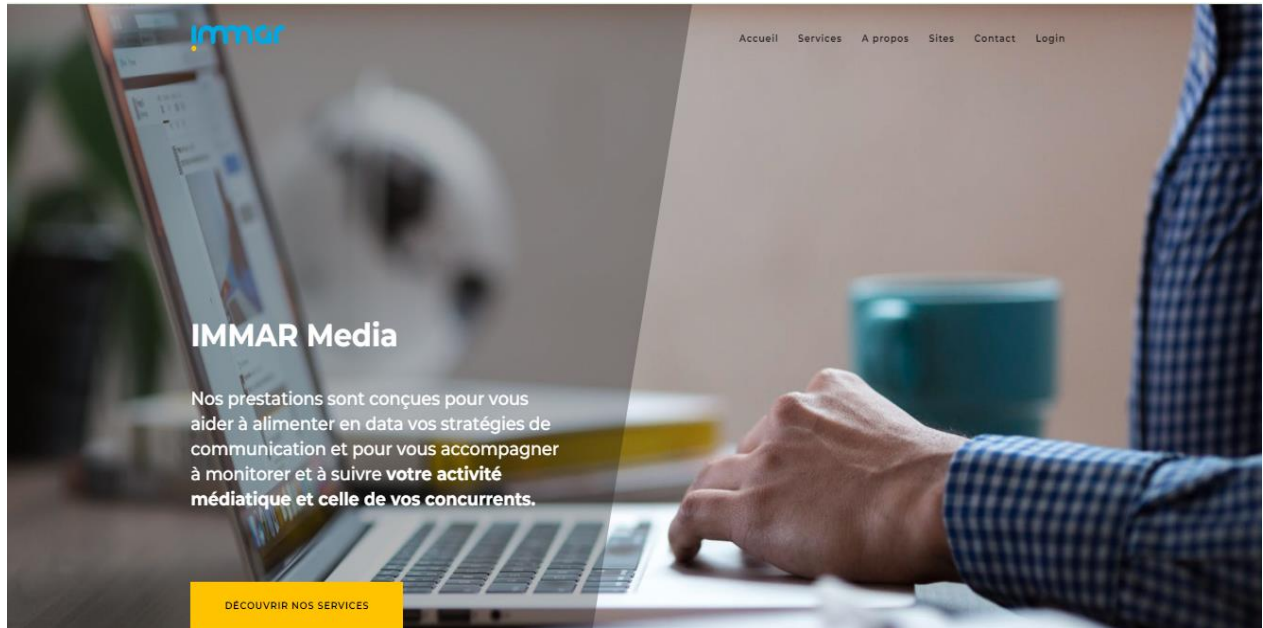 immar
Accueil Services A propos Sites Contact Login
IMMAR Media
Nos prestations sont conçues pour vous
aider à alimenter en data vos stratégies de
communication et pour vous accompagner
à monitorer et à suivre votre activité
médiatique et celle de vos concurrents.
DÉCOUVRIR NOS SERVICES